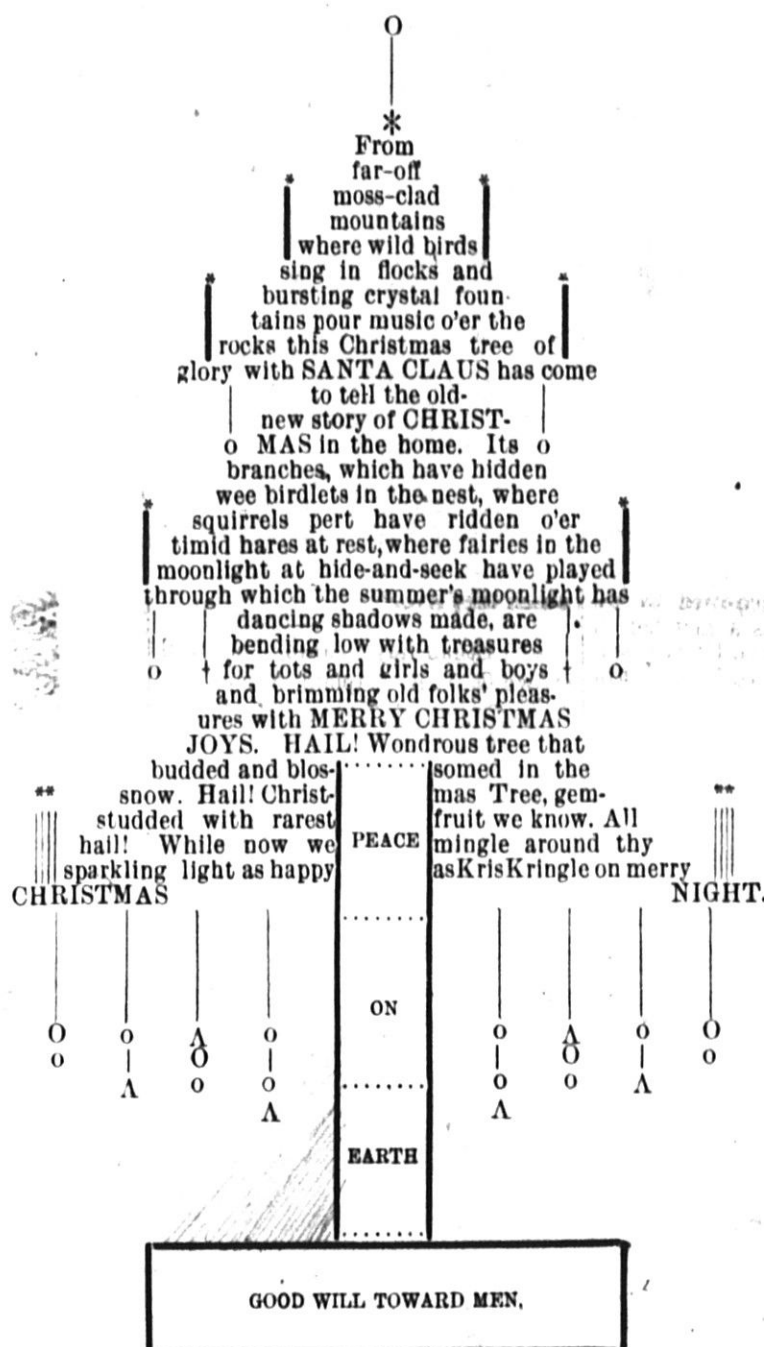 From
far-off
moss-clad
mountains
where wild birds
sing in flocks and
bursting crystal foun-
tains pour music o'er the
rocks this Christmas tree of
glory with SANTA CLAUS has come
to tell the old-
new story of CHRIST-
MAS in the home. Its
branches, which have hidden
wee birdlets in the nest, where
squirrels pert have ridden o'er
timid hares at rest, where fairies in the
moonlight at hide-and-seek have played
through which the summer's moonlight has
dancing shadows made, are
bending low with treasures
for tots and girls and boys
and brimming old folks' pleas-
ures with MERRY CHRISTMAS
JOYS. HAIL! Wondrous tree that
budded and blos- somed in the
snow. Hail! Christ- mas Tree, gem-
studded with rarest fruit we know. All
hail! While now we mingle around thy
sparkling light as happy as Kris Kringle on merry
CHRISTMAS NIGHT.
PEACE
ON
EARTH
GOOD WILL TOWARD MEN,